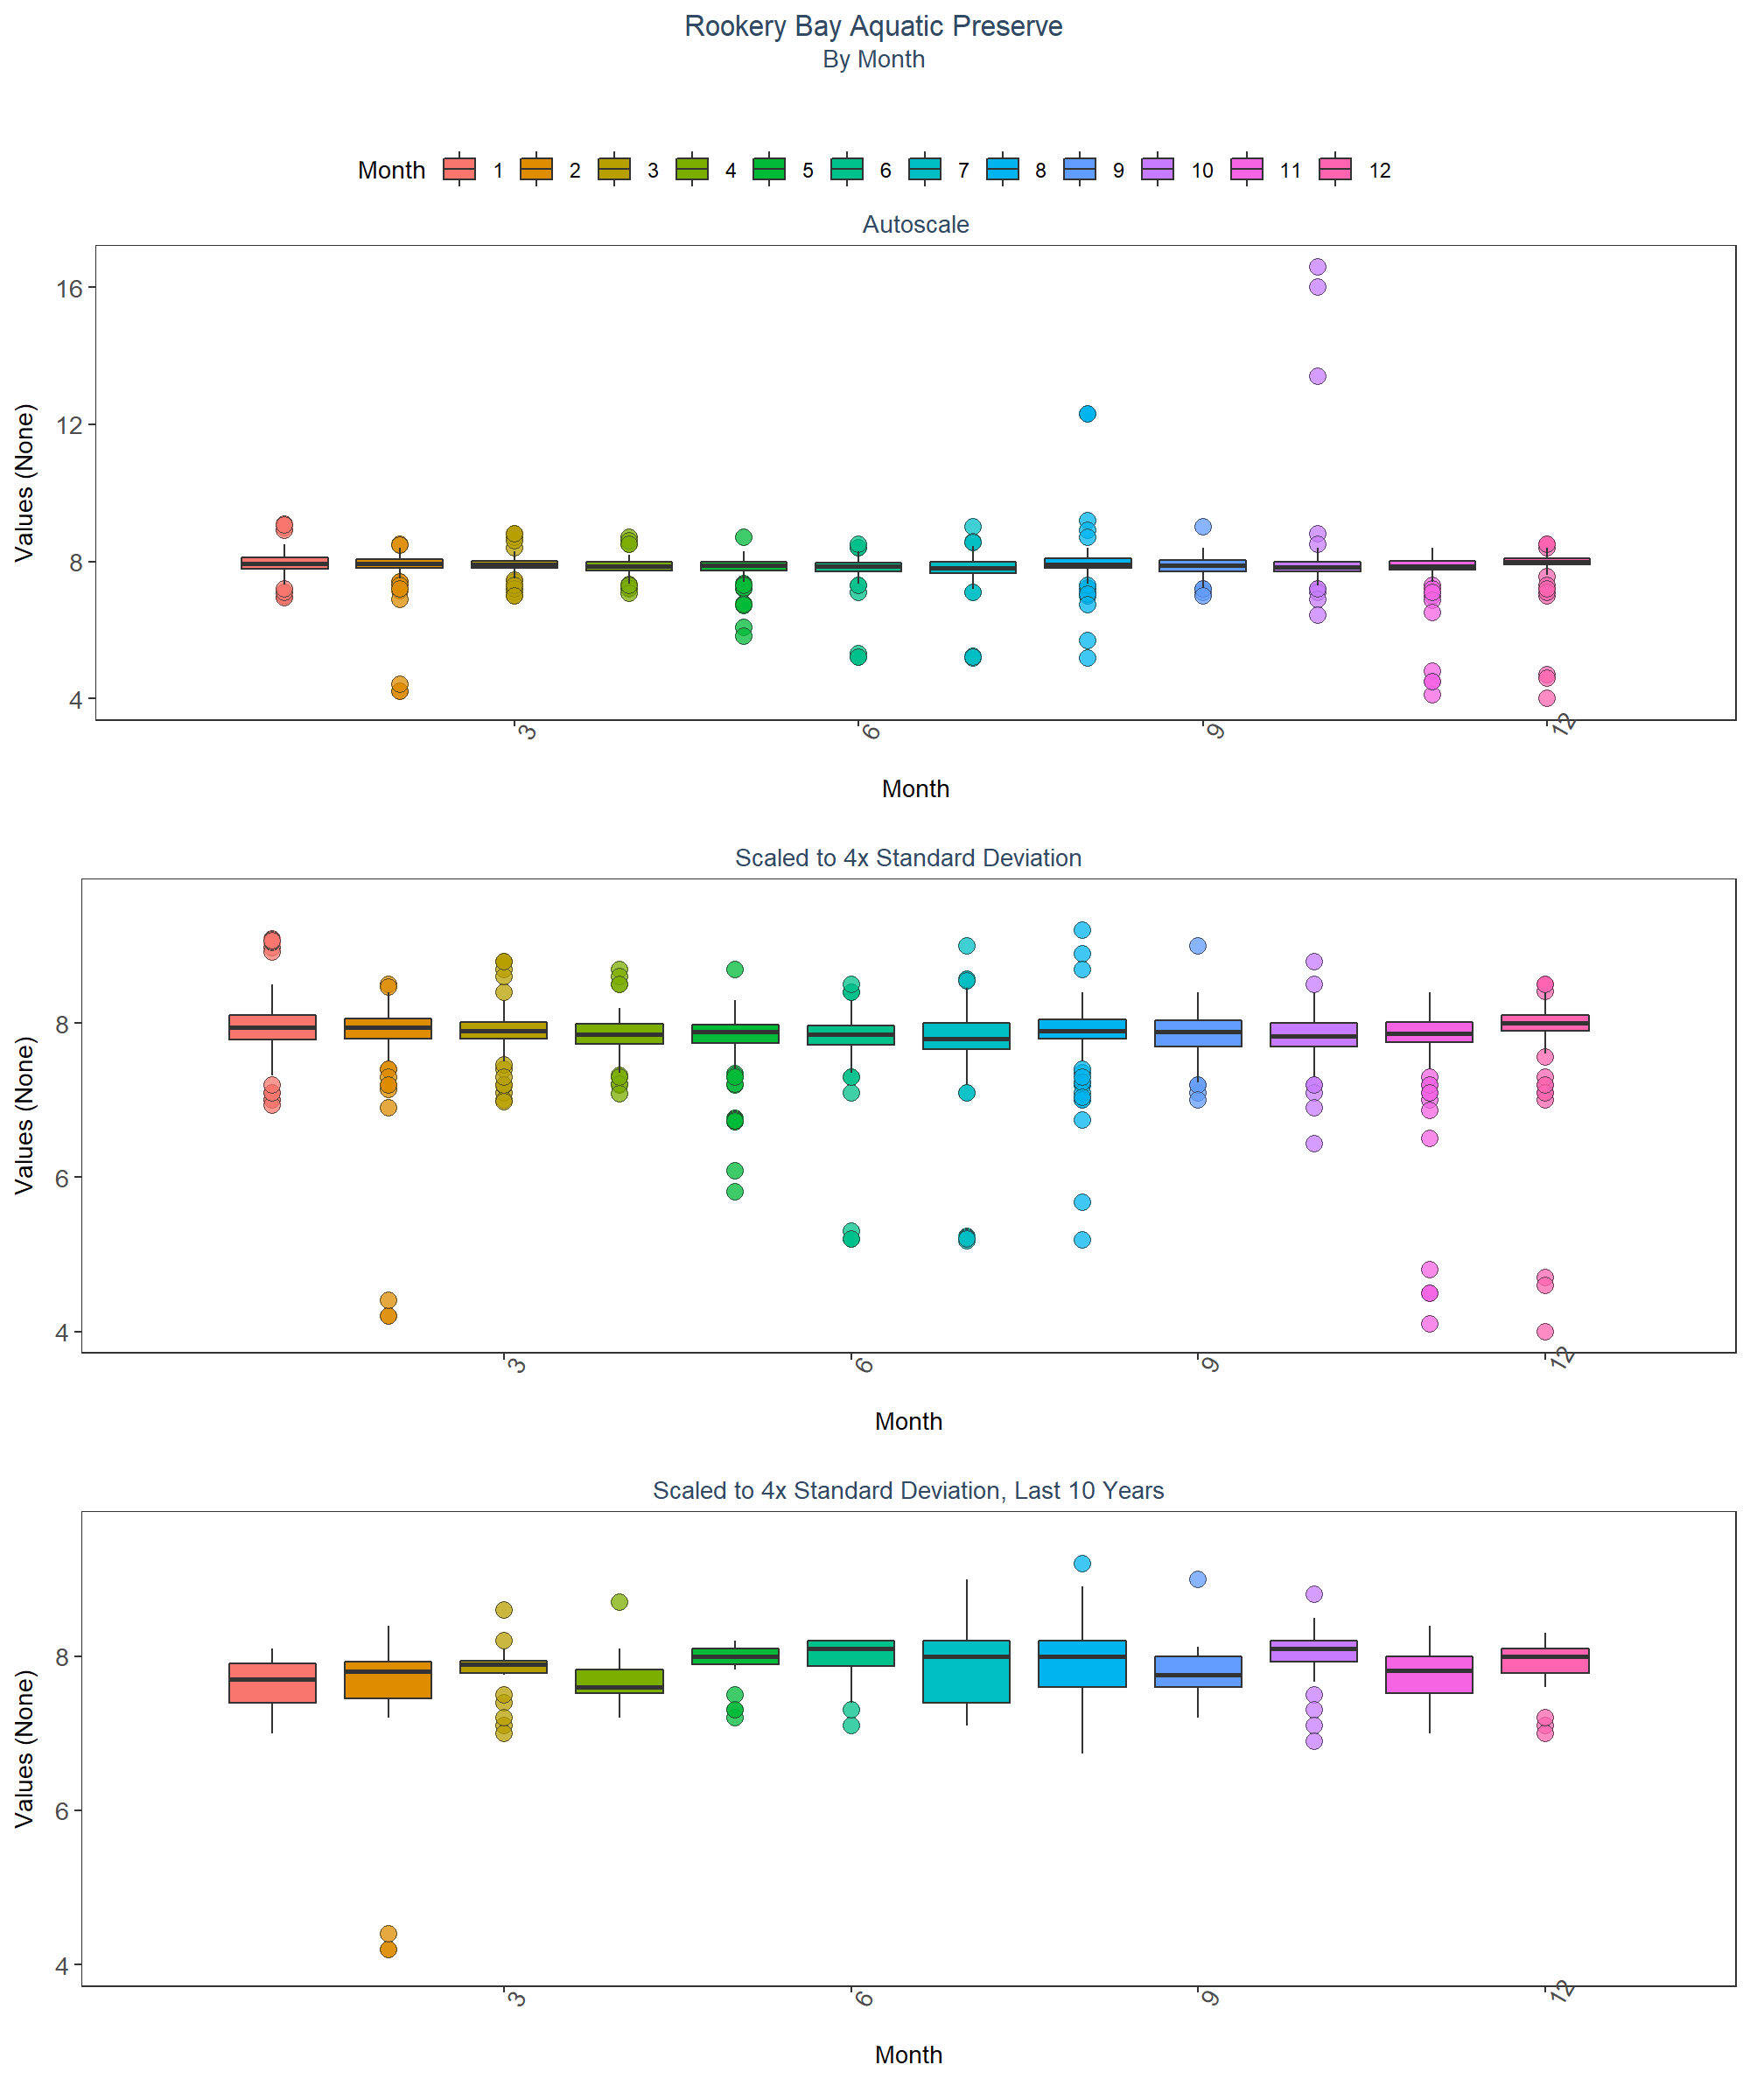 Rookery Bay Aquatic Preserve
By Month
Month 1 2 3 4 5 6 7 8 9 10 11 12
Autoscale
Values (None)
16
12
8
4
3 6 9 12
Month
Scaled to 4x Standard Deviation
Values (None)
8
6
4
3 6 9 12
Month
Scaled to 4x Standard Deviation, Last 10 Years
Values (None)
8
6
4
3 6 9 12
Month